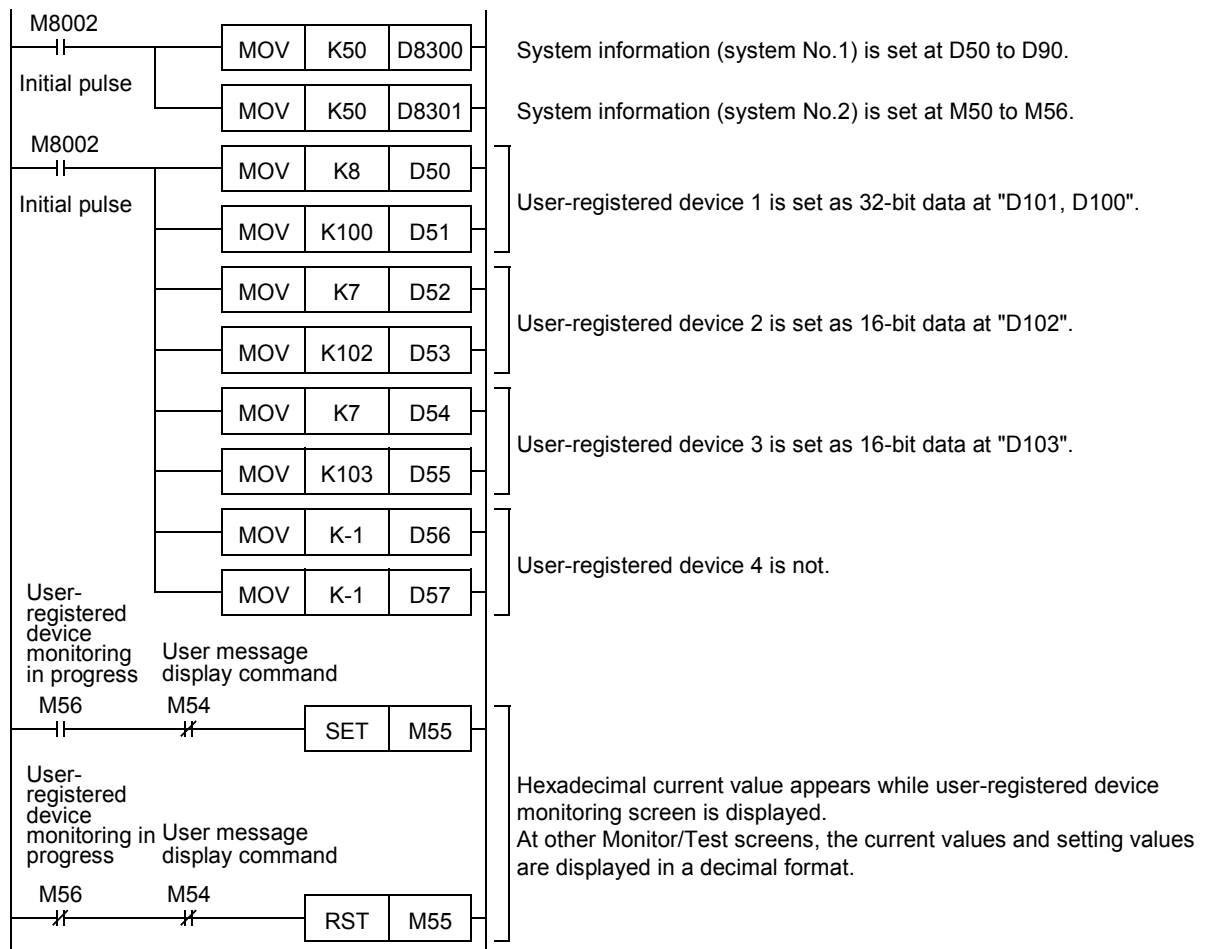 M8002
MOV K50 D8300
System information (system No.1) is set at D50 to D90.
Initial pulse
MOV K50 D8301
System information (system No.2) is set at M50 to M56.
M8002
MOV K8 D50
Initial pulse
User-registered device 1 is set as 32-bit data at "D101, D100".
MOV K100 D51
MOV K7 D52
User-registered device 2 is set as 16-bit data at "D102".
MOV K102 D53
MOV K7 D54
User-registered device 3 is set as 16-bit data at "D103".
MOV K103 D55
MOV K-1 D56
User-registered device 4 is not.
MOV K-1 D57
User-
registered
device
monitoring
in progress
User message
display command
M56 M54
SET M55
User-
registered
device
monitoring in
progress
User message
display command
Hexadecimal current value appears while user-registered device
monitoring screen is displayed.
At other Monitor/Test screens, the current values and setting values
are displayed in a decimal format.
M56 M54
RST M55